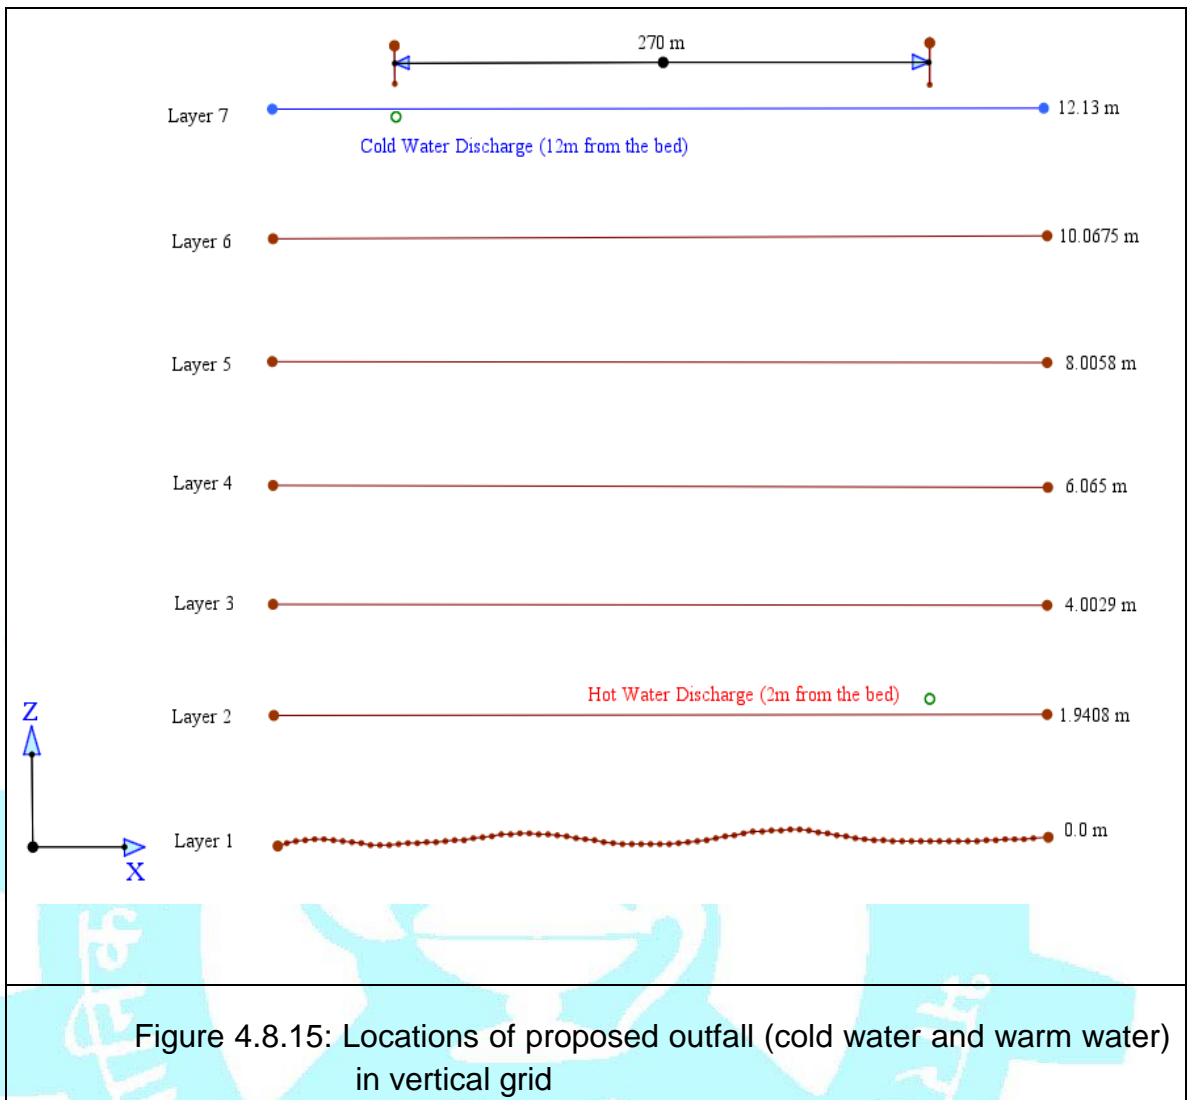 270 m
Layer 7
12.13 m
Cold Water Discharge (12m from the bed)
Layer 6
10.0675 m
Layer 5
8.0058 m
Layer 4
6.065 m
Layer 3
4.0029 m
Hot Water Discharge (2m from the bed)
Layer 2
1.9408 m
Z
Layer 1
0.0 m
X
Figure 4.8.15: Locations of proposed outfall (cold water and warm water)
in vertical grid